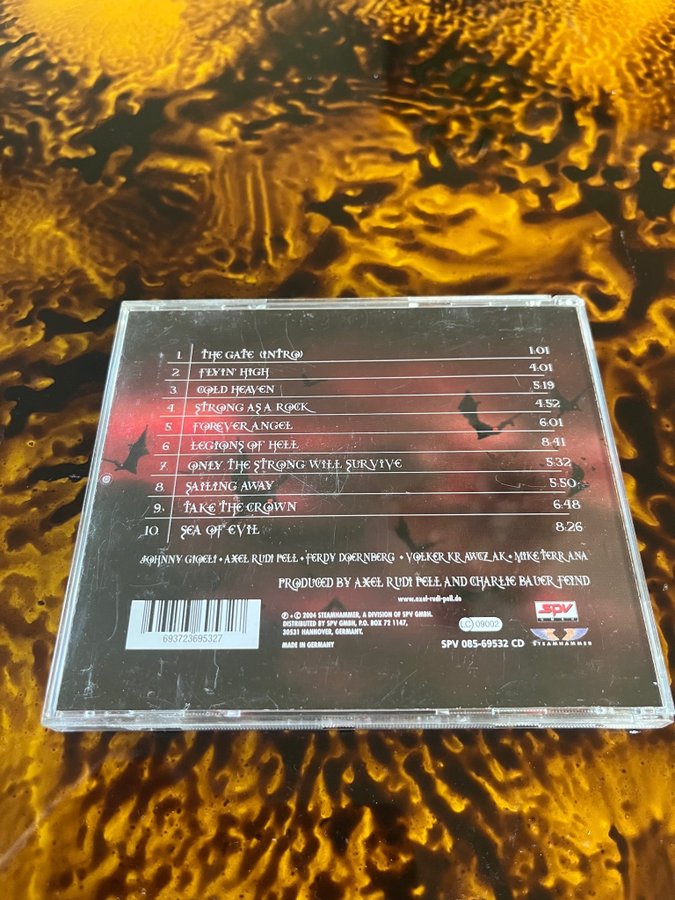 1. THE GATE (INTRO) 1.01
2 FLYIN' HIGH 4.01
3. COLD HEAVEN 5.19
4. STRONG AS A ROCK 4.52
5. FOREVER ANGEL 6.01
6 LEGIONS OF HELL 8.41
7. ONLY THE STRONG WILL SURVIVE 5.32
8. SAILING AWAY 5.50
9. TAKE THE CROWN 6.48
10. SEA OF EVIL 8.26
JOHNNY GIOELI • AXEL RUDI PELL • FERDY DOERNBERG • VOLKER KRAWCZAK • MIKE TERRANA
PRODUCED BY AXEL RUDI PELL AND CHARLIE BAUERFEIND
www.axel-rudi-pell.de
℗ + © 2004 STEAMHAMMER, A DIVISION OF SPV GMBH.
DISTRIBUTED BY SPV GMBH, P.O. BOX 72 1147,
30531 HANNOVER, GERMANY.
MADE IN GERMANY
693723695327
LC 09002
SPV 085-69532 CD
SPV
GMBH
STEAMHAMMER